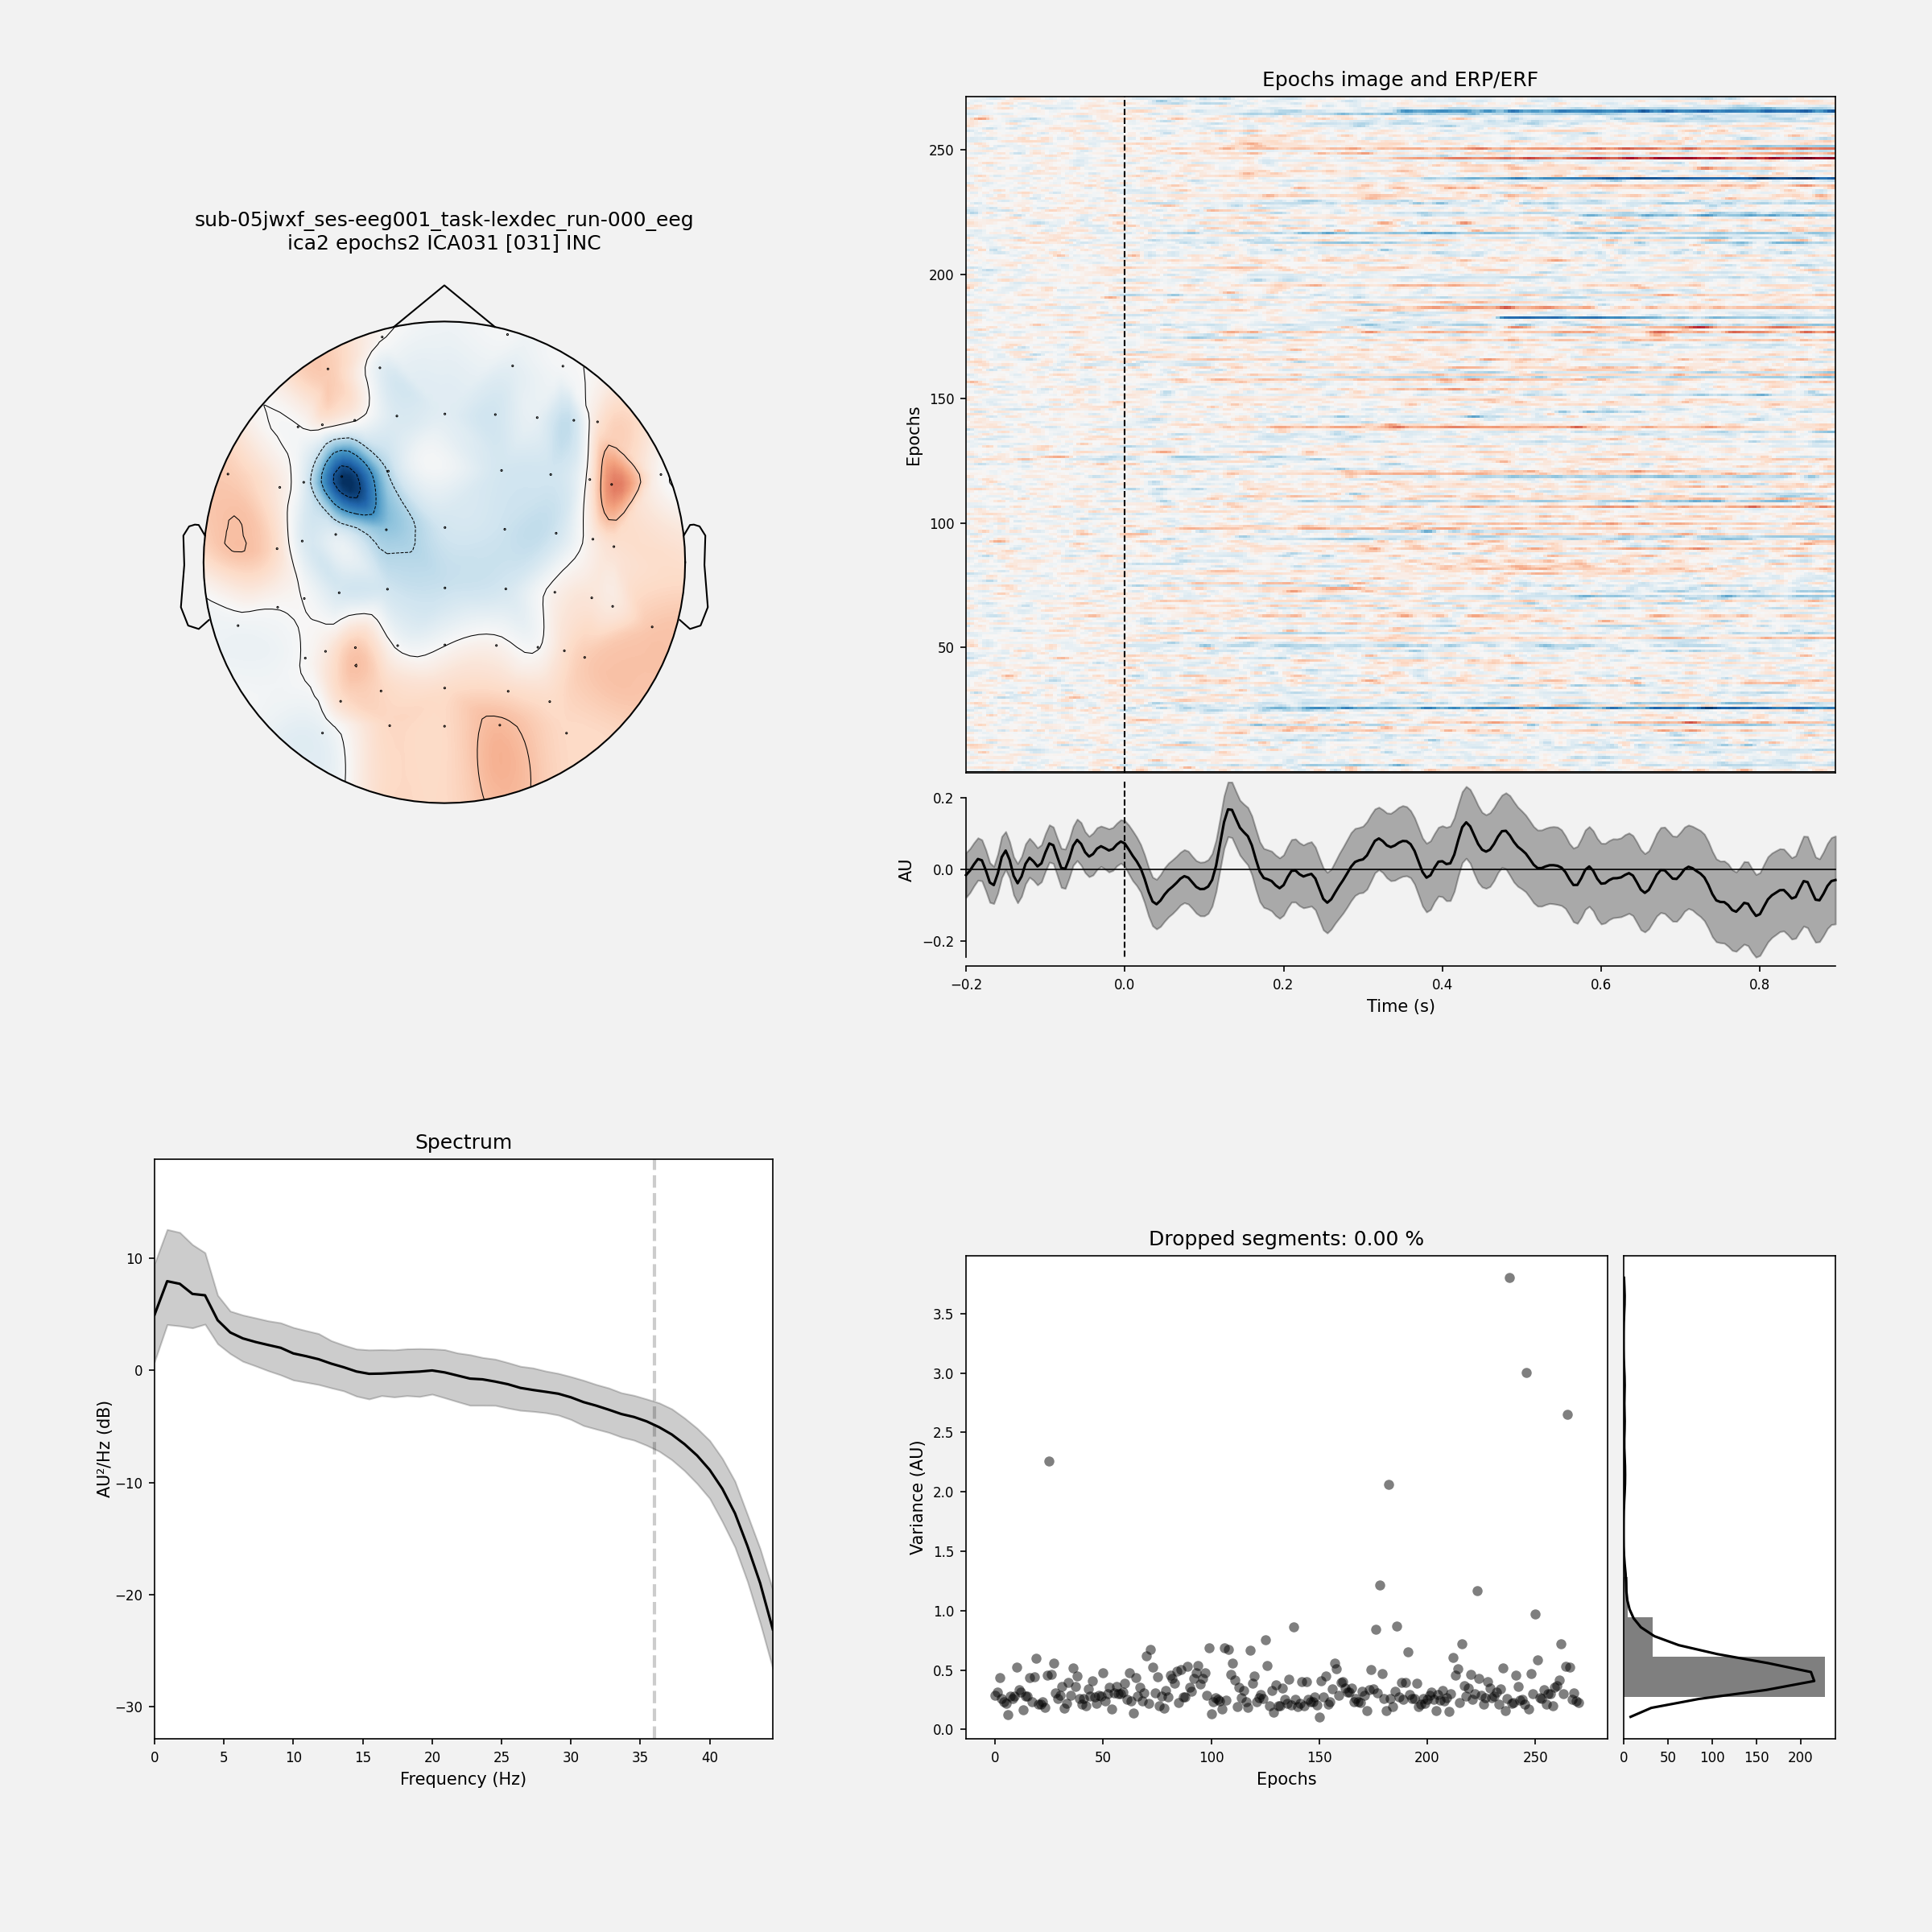 Epochs image and ERP/ERF
sub-05jwxf_ses-eeg001_task-lexdec_run-000_eeg
ica2 epochs2 ICA031 [031] INC
Epochs
250
200
150
100
50
AU
0.2
0.0
−0.2
−0.2 0.0 0.2 0.4 0.6 0.8
Time (s)
Spectrum
AU²/Hz (dB)
10
0
−10
−20
−30
0 5 10 15 20 25 30 35 40
Frequency (Hz)
Dropped segments: 0.00 %
Variance (AU)
3.5
3.0
2.5
2.0
1.5
1.0
0.5
0.0
0 50 100 150 200 250
Epochs
0 50 100 150 200